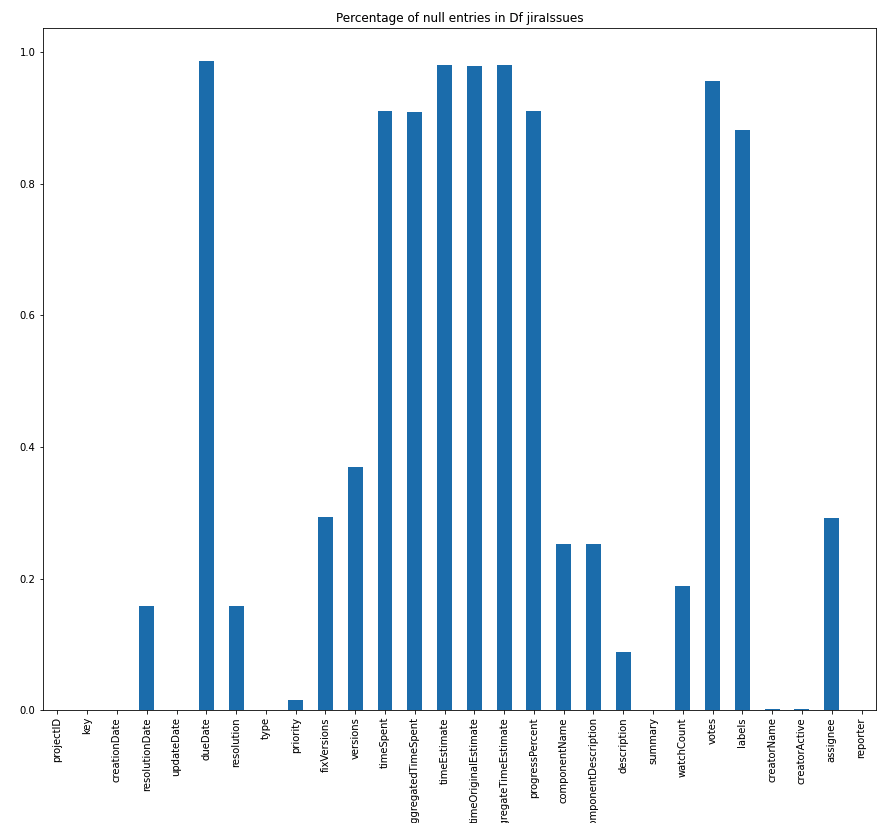 Percentage of null entries in Df jiraIssues
1.0
0.8
0.6
0.4
0.2
0.0
projectID
key
creationDate
resolutionDate
updateDate
dueDate
resolution
type
priority
fixVersions
versions
timeSpent
ggregatedTimeSpent
timeEstimate
timeOriginalEstimate
gregateTimeEstimate
progressPercent
componentName
omponentDescription
description
summary
watchCount
votes
labels
creatorName
creatorActive
assignee
reporter